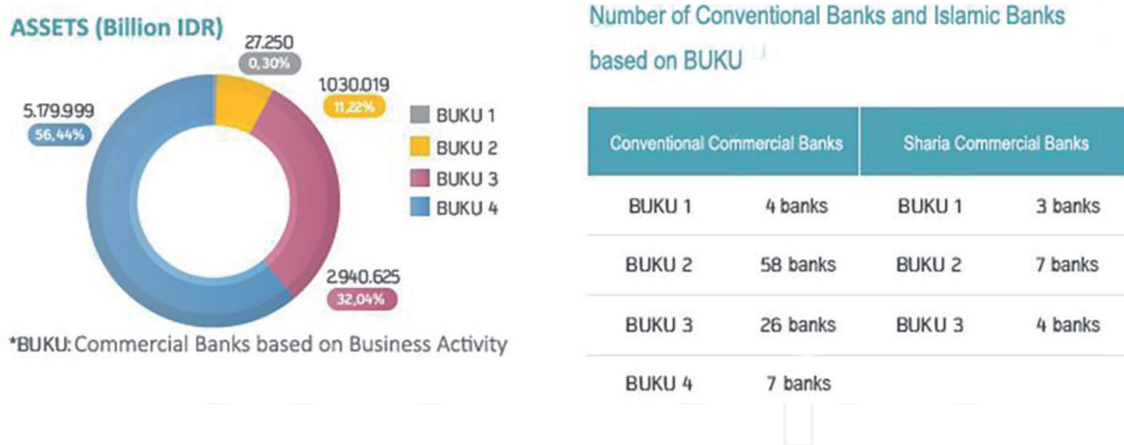 ASSETS (Billion IDR)
27.250
0,30%
1.030.019
11,22%
5.179.999
56,44%
BUKU 1
BUKU 2
BUKU 3
BUKU 4
2.940.625
32,04%
*BUKU: Commercial Banks based on Business Activity
Number of Conventional Banks and Islamic Banks
based on BUKU
Conventional Commercial Banks Sharia Commercial Banks
BUKU 1 4 banks BUKU 1 3 banks
BUKU 2 58 banks BUKU 2 7 banks
BUKU 3 26 banks BUKU 3 4 banks
BUKU 4 7 banks